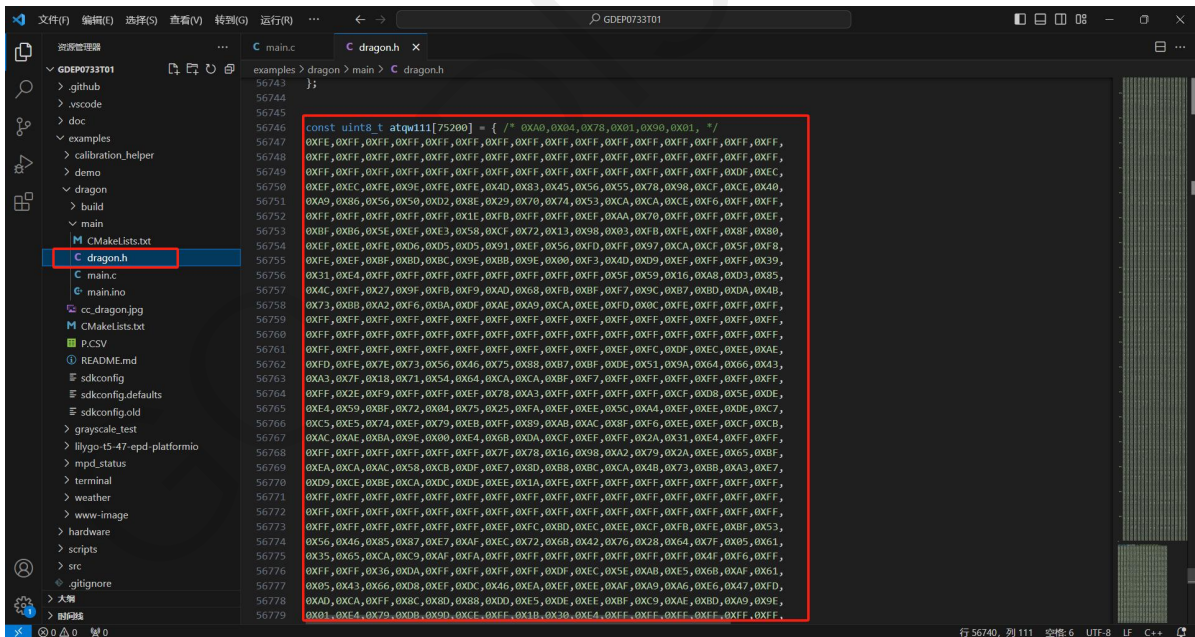 文件(F) 编辑(E) 选择(S) 查看(V) 转到(G) 运行(R) ··· ← → GDEP0733T01
资源管理器 ···
C main.c C dragon.h ×
GDEP0733T01
examples > dragon > main > C dragon.h
> .github
> .vscode
> doc
examples
> calibration_helper
> demo
dragon
> build
main
CMakeLists.txt
C dragon.h
C main.c
main.ino
cc_dragon.jpg
CMakeLists.txt
P.CSV
README.md
sdkconfig
sdkconfig.defaults
sdkconfig.old
> grayscale_test
> lilygo-t5-47-epd-platformio
> mpd_status
> terminal
> weather
> www-image
> hardware
> scripts
> src
.gitignore
> 大纲
> 时间线
56743 };
56744
56745
56746 const uint8_t atqw111[75200] = { /* 0XA0,0X04,0X78,0X01,0X90,0X01, */
56747 0XFE,0XFF,0XFF,0XFF,0XFF,0XFF,0XFF,0XFF,0XFF,0XFF,0XFF,0XFF,0XFF,0XFF,0XFF,0XFF,
56748 0XFF,0XFF,0XFF,0XFF,0XFF,0XFF,0XFF,0XFF,0XFF,0XFF,0XFF,0XFF,0XFF,0XFF,0XFF,0XFF,
56749 0XFF,0XFF,0XFF,0XFF,0XFF,0XFF,0XFF,0XFF,0XFF,0XFF,0XFF,0XFF,0XFF,0XFF,0XDF,0XEC,
56750 0XEF,0XEC,0XFE,0X9E,0XFE,0XFE,0X4D,0X83,0X45,0X56,0X55,0X78,0X98,0XCF,0XCE,0X40,
56751 0XA9,0X86,0X56,0X50,0XD2,0X8E,0X29,0X70,0X74,0X53,0XCA,0XCA,0XCE,0XF6,0XFF,0XFF,
56752 0XFF,0XFF,0XFF,0XFF,0X1E,0XFB,0XFF,0XFF,0XFF,0XEF,0XAA,0X70,0XFF,0XFF,0XFF,0XEF,
56753 0XBF,0XB6,0X5E,0XEF,0XE3,0X58,0XCF,0X72,0X13,0X98,0X03,0XFB,0XFE,0XFF,0X8F,0X80,
56754 0XEF,0XEE,0XFE,0XD6,0XD5,0XD5,0X91,0XEF,0X56,0XFD,0XFF,0X97,0XCA,0XCF,0X5F,0XF8,
56755 0XFE,0XEF,0XBF,0XBD,0XBC,0X9E,0XBB,0X9E,0X00,0XF3,0X4D,0XD9,0XEF,0XFF,0XFF,0X39,
56756 0X31,0XE4,0XFF,0XFF,0XFF,0XFF,0XFF,0XFF,0XFF,0XFF,0X5F,0X59,0X16,0XA8,0XD3,0X85,
56757 0X4C,0XFF,0X27,0X9F,0XFB,0XF9,0XAD,0X68,0XFB,0XBF,0XF7,0X9C,0XB7,0XBD,0XDA,0X4B,
56758 0X73,0XBB,0XA2,0XF6,0XBA,0XDF,0XAE,0XA9,0XCA,0XEE,0XFD,0X0C,0XFE,0XFF,0XFF,0XFF,
56759 0XFF,0XFF,0XFF,0XFF,0XFF,0XFF,0XFF,0XFF,0XFF,0XFF,0XFF,0XFF,0XFF,0XFF,0XFF,0XFF,
56760 0XFF,0XFF,0XFF,0XFF,0XFF,0XFF,0XFF,0XFF,0XFF,0XFF,0XFF,0XFF,0XFF,0XFE,0XFF,0XFF,
56761 0XFF,0XFF,0XFE,0XFF,0XFF,0XFF,0XFF,0XFF,0XFF,0XFF,0XEF,0XFC,0XDF,0XEC,0XEE,0XAE,
56762 0XFD,0XFE,0X7E,0X73,0X56,0X46,0X75,0X88,0XB7,0XBF,0XDE,0X51,0X9A,0X64,0X66,0X43,
56763 0XA3,0X7F,0X18,0X71,0X54,0X64,0XCA,0XCA,0XBF,0XF7,0XFF,0XFF,0XFF,0XFF,0XFF,0XFF,
56764 0XFF,0X2E,0XF9,0XFF,0XFF,0XEF,0X78,0XA3,0XFF,0XFF,0XFF,0XFF,0XCF,0XD8,0X5E,0XDE,
56765 0XE4,0X59,0XBF,0X72,0X04,0X75,0X25,0XFA,0XEF,0XEE,0X5C,0XA4,0XEF,0XEE,0XDE,0XC7,
56766 0XC5,0XE5,0X74,0XEF,0X79,0XEB,0XFF,0X89,0XAB,0XAC,0X8F,0XF6,0XEE,0XEF,0XCF,0XCB,
56767 0XAC,0XAE,0XBA,0X9E,0X00,0XE4,0X6B,0XDA,0XCF,0XEF,0XFF,0X2A,0X31,0XE4,0XFF,0XFF,
56768 0XFF,0XFF,0XFF,0XFF,0XFF,0X7F,0X78,0X16,0X98,0XA2,0X79,0X2A,0XEE,0X65,0XBF,
56769 0XEA,0XCA,0XAC,0X58,0XCB,0XDF,0XE7,0X8D,0XB8,0XBC,0XCA,0X4B,0X73,0XBB,0XA3,0XE7,
56770 0XD9,0XCE,0XBE,0XCA,0XDC,0XDE,0XEE,0X1A,0XFF,0XFF,0XFF,0XFF,0XFF,0XFF,0XFF,0XFF,
56771 0XFF,0XFF,0XFF,0XFF,0XFF,0XFF,0XFF,0XFF,0XFF,0XFF,0XFF,0XFF,0XFF,0XFF,0XFF,0XFF,
56772 0XFF,0XFF,0XFF,0XFF,0XFF,0XFF,0XFF,0XFF,0XFF,0XFF,0XFF,0XFF,0XFF,0XFF,0XFF,0XFF,
56773 0XFF,0XFF,0XFF,0XFF,0XFF,0XFF,0XEF,0XFC,0XBD,0XEC,0XEE,0XCF,0XFB,0XFE,0XBF,0X53,
56774 0X56,0X46,0X85,0X87,0XE7,0XAF,0XEC,0X72,0X6B,0X42,0X76,0X28,0X64,0X7F,0X05,0X61,
56775 0X35,0X65,0XCA,0XC9,0XAF,0XFA,0XFF,0XFF,0XFF,0XFF,0XFF,0XFF,0XFF,0X4F,0XF6,0XFF,
56776 0XFF,0XFF,0X36,0XDA,0XFF,0XFF,0XFF,0XFF,0XDF,0XEC,0X5E,0XAB,0XE5,0X6B,0XAF,0X61,
56777 0X05,0X43,0X66,0XD8,0XEF,0XDC,0X46,0XEA,0XEF,0XEE,0XAF,0XA9,0XA6,0XE6,0X47,0XFD,
56778 0XAD,0XCA,0XFF,0X8C,0X8D,0X88,0XDD,0XE5,0XDF,0XEE,0XBF,0XC9,0XAE,0XBD,0XA9,0X9E,
56779 0X01,0XE4,0X79,0XDB,0X9D,0XCE,0XFF,0X1B,0X30,0XE4,0XFF,0XFF,0XFF,0XFF,0XFF,0XFF,
0 0 0 行 56740, 列 111 空格: 6 UTF-8 LF C++